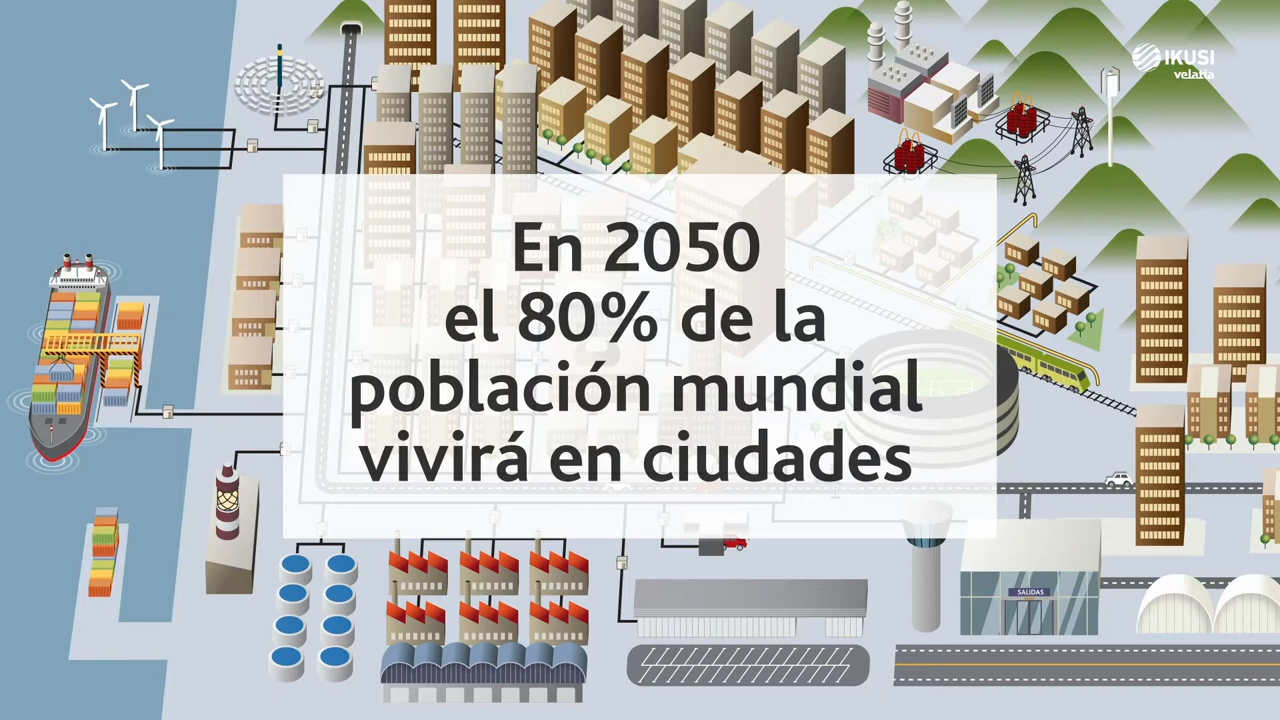 IKUSI
velatia
En 2050
el 80% de la
población mundial
vivirá en ciudades
SALIDAS